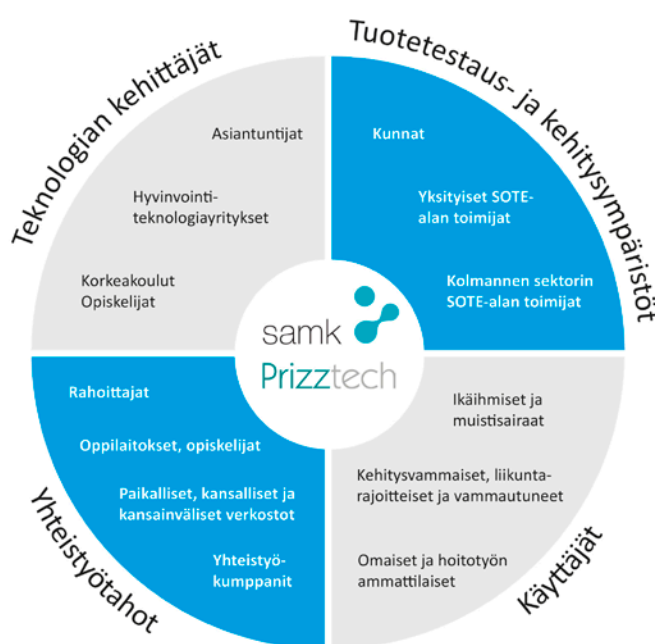 Teknologian kehittäjät
Asiantuntijat
Hyvinvointi-
teknologiayritykset
Korkeakoulut
Opiskelijat
Tuotetestaus- ja kehitysympäristöt
Kunnat
Yksityiset SOTE-
alan toimijat
Kolmannen sektorin
SOTE-alan toimijat
samk
Prizztech
Yhteistyötahot
Rahoittajat
Oppilaitokset, opiskelijat
Paikalliset, kansalliset ja
kansainväliset verkostot
Yhteistyö-
kumppanit
Käyttäjät
Ikäihmiset ja
muistisairaat
Kehitysvammaiset, liikunta-
rajoitteiset ja vammautuneet
Omaiset ja hoitotyön
ammattilaiset